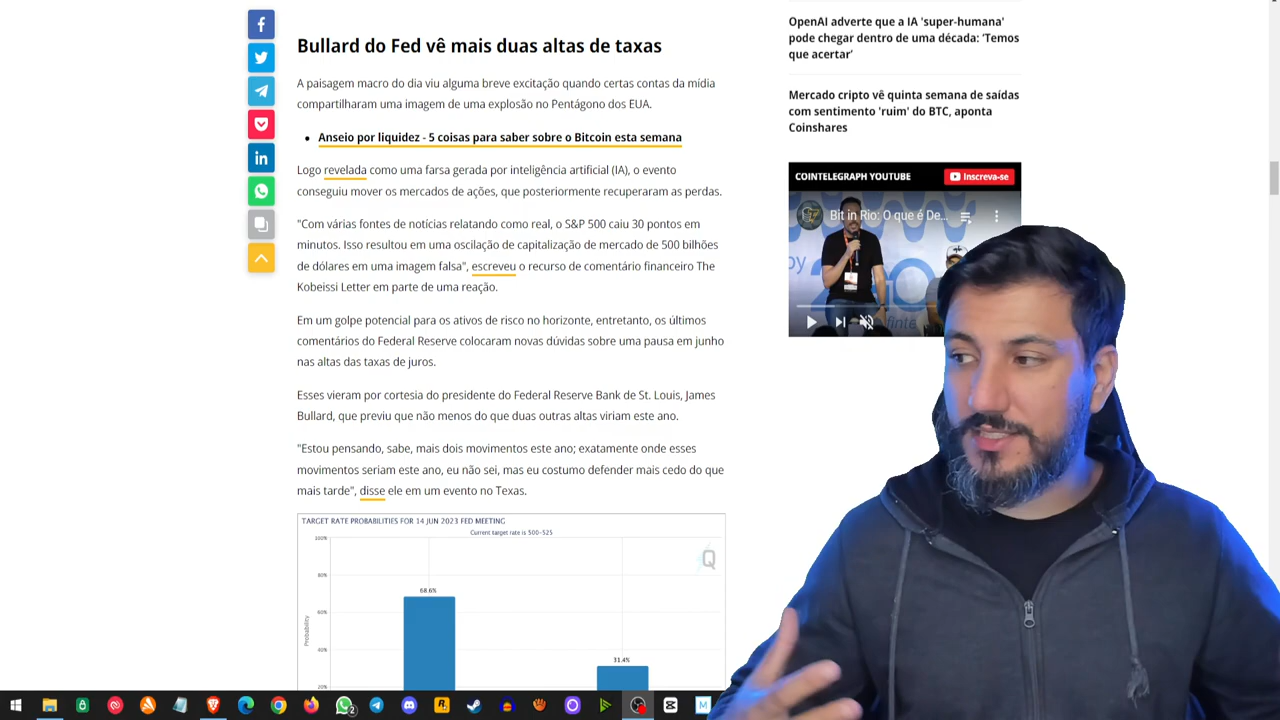 Bullard do Fed vê mais duas altas de taxas
A paisagem macro do dia viu alguma breve excitação quando certas contas da mídia
compartilharam uma imagem de uma explosão no Pentágono dos EUA.
Anseio por liquidez - 5 coisas para saber sobre o Bitcoin esta semana
Logo revelada como uma farsa gerada por inteligência artificial (IA), o evento
conseguiu mover os mercados de ações, que posteriormente recuperaram as perdas.
"Com várias fontes de notícias relatando como real, o S&P 500 caiu 30 pontos em
minutos. Isso resultou em uma oscilação de capitalização de mercado de 500 bilhões
de dólares em uma imagem falsa", escreveu o recurso de comentário financeiro The
Kobeissi Letter em parte de uma reação.
Em um golpe potencial para os ativos de risco no horizonte, entretanto, os últimos
comentários do Federal Reserve colocaram novas dúvidas sobre uma pausa em junho
nas altas das taxas de juros.
Esses vieram por cortesia do presidente do Federal Reserve Bank de St. Louis, James
Bullard, que previu que não menos do que duas outras altas viriam este ano.
"Estou pensando, sabe, mais dois movimentos este ano; exatamente onde esses
movimentos seriam este ano, eu não sei, mas eu costumo defender mais cedo do que
mais tarde", disse ele em um evento no Texas.
TARGET RATE PROBABILITIES FOR 14 JUN 2023 FED MEETING
Current target rate is 500-525
100%
80%
68.6%
60%
Probability
40%
31.4%
20%
Q
OpenAI adverte que a IA 'super-humana'
pode chegar dentro de uma década: 'Temos
que acertar'
Mercado cripto vê quinta semana de saídas
com sentimento 'ruim' do BTC, aponta
Coinshares
COINTELEGRAPH YOUTUBE
Inscreva-se
Bit in Rio: O que é De...
2